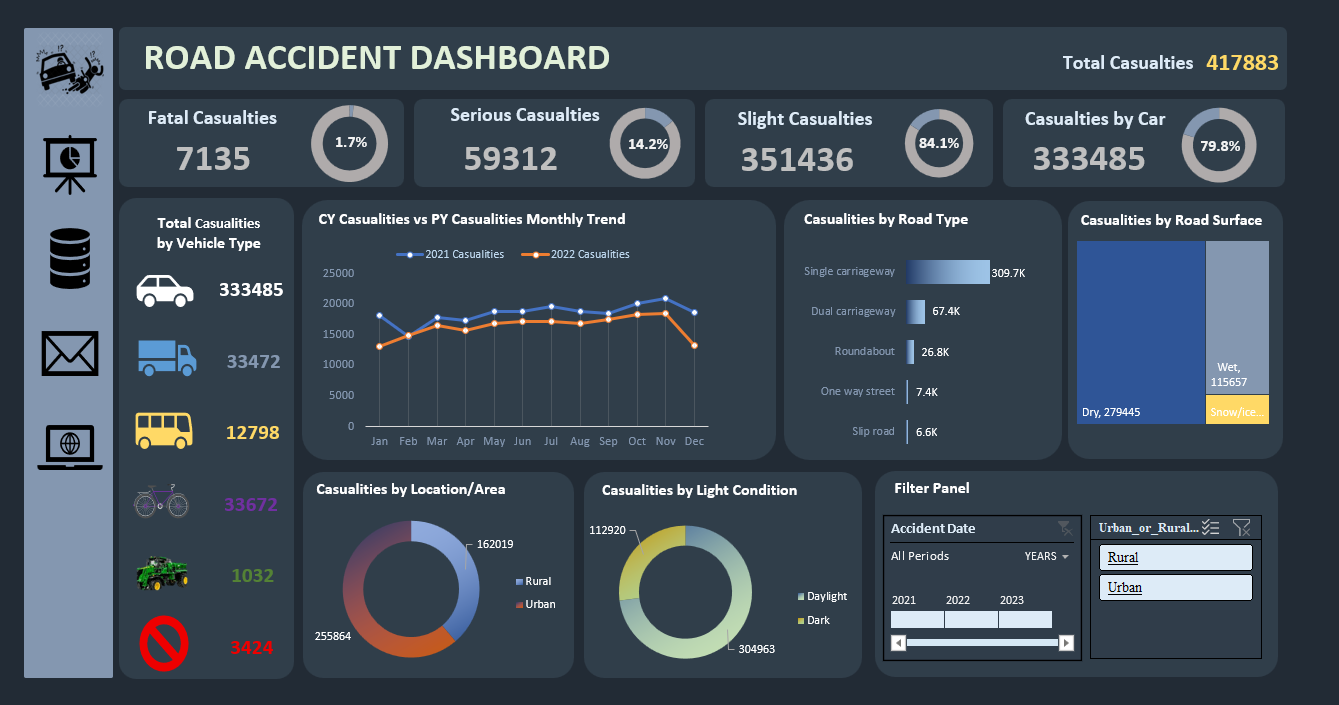 ROAD ACCIDENT DASHBOARD
Total Casualties 417883
Fatal Casualties
7135
1.7%
Serious Casualties
59312
14.2%
Slight Casualties
351436
84.1%
Casualties by Car
333485
79.8%
Total Casualities
by Vehicle Type
333485
33472
12798
33672
1032
3424
CY Casualities vs PY Casualities Monthly Trend
2021 Casualities
2022 Casualities
25000
20000
15000
10000
5000
0
Jan Feb Mar Apr May Jun Jul Aug Sep Oct Nov Dec
Casualities by Road Type
Single carriageway 309.7K
Dual carriageway 67.4K
Roundabout 26.8K
One way street 7.4K
Slip road 6.6K
Casualities by Road Surface
Dry, 279445
Wet,
115657
Snow/ice...
Casualities by Location/Area
162019
255864
Rural
Urban
Casualities by Light Condition
112920
304963
Daylight
Dark
Filter Panel
Accident Date
All Periods YEARS
2021 2022 2023
Urban_or_Rural...
Rural
Urban